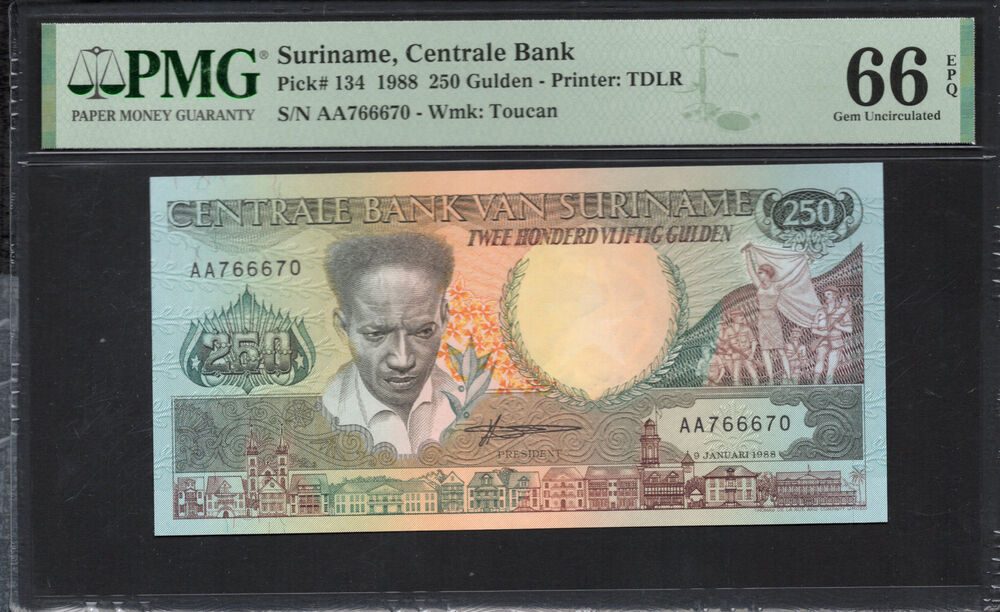 PMG®
PAPER MONEY GUARANTY
Suriname, Centrale Bank
Pick# 134 1988 250 Gulden - Printer: TDLR
S/N AA766670 - Wmk: Toucan
66
EPQ
Gem Uncirculated
CENTRALE BANK VAN SURINAME
250
TWEE HONDERD VIJFTIG GULDEN
AA766670
250
AA766670
PRESIDENT
9 JANUARI 1988